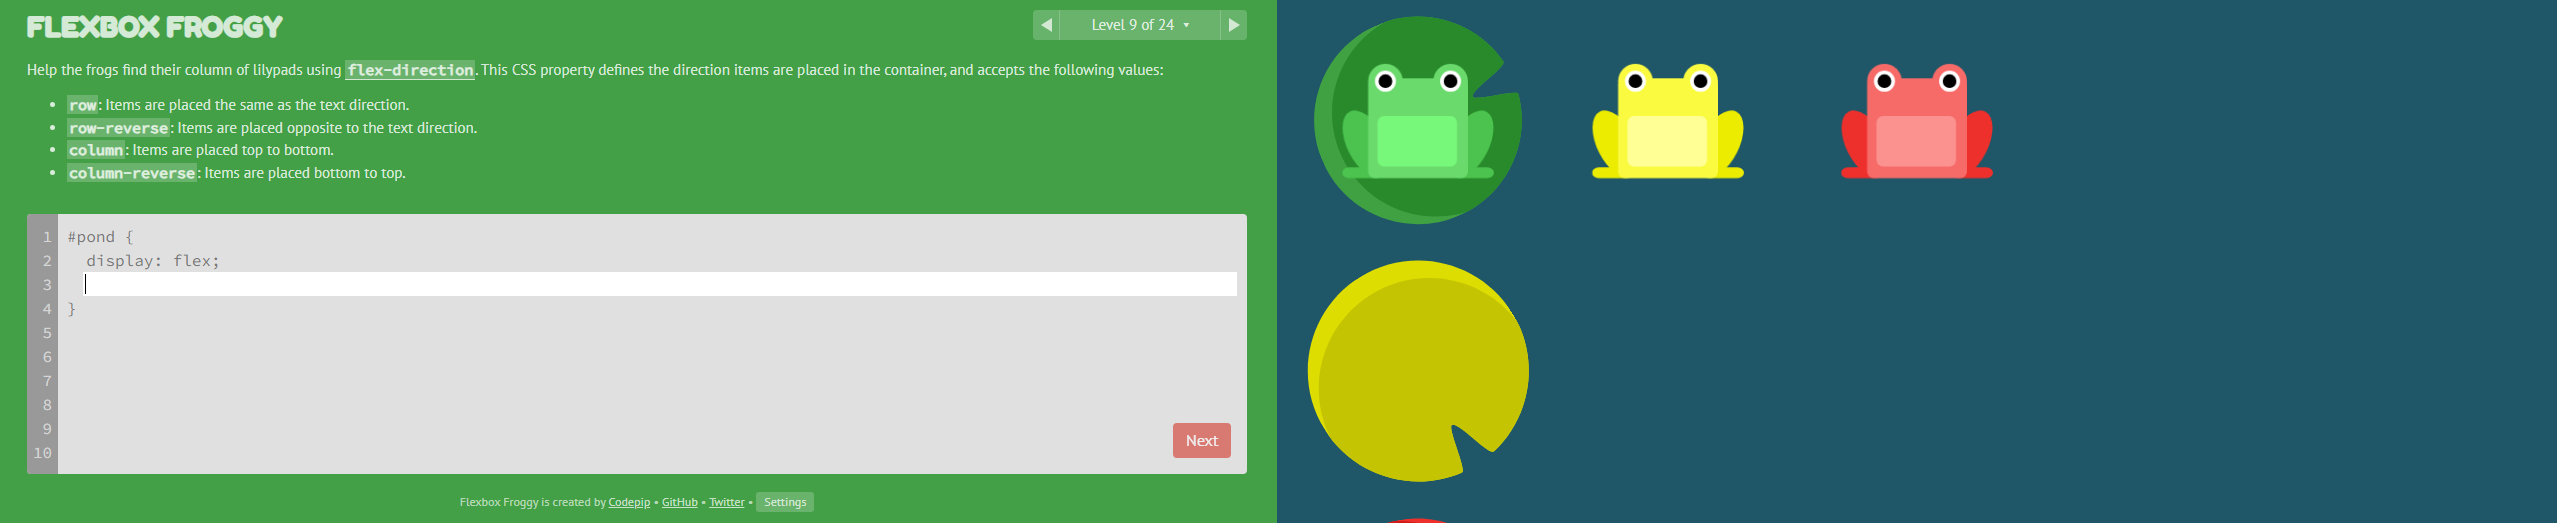 FLEXBOX FROGGY
Level 9 of 24
Help the frogs find their column of lilypads using flex-direction. This CSS property defines the direction items are placed in the container, and accepts the following values:
row: Items are placed the same as the text direction.
row-reverse: Items are placed opposite to the text direction.
column: Items are placed top to bottom.
column-reverse: Items are placed bottom to top.
1 #pond {
2 display: flex;
3
4 }
5
6
7
8
9
10
Next
Flexbox Froggy is created by Codepip • GitHub • Twitter • Settings